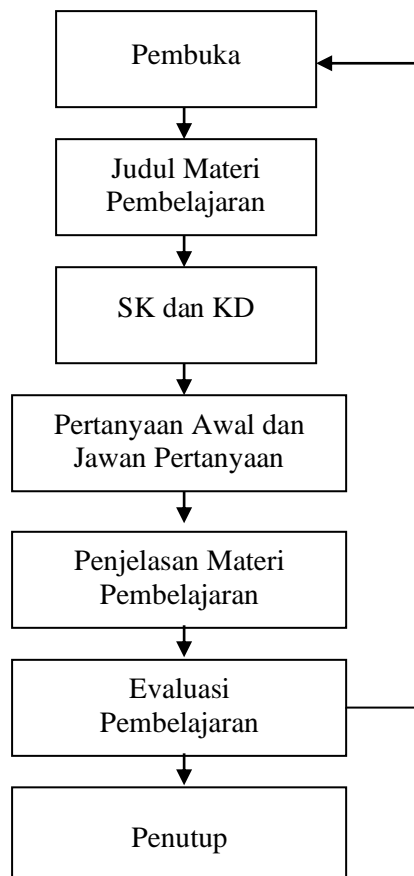 Pembuka
Judul Materi
Pembelajaran
SK dan KD
Pertanyaan Awal dan
Jawan Pertanyaan
Penjelasan Materi
Pembelajaran
Evaluasi
Pembelajaran
Penutup